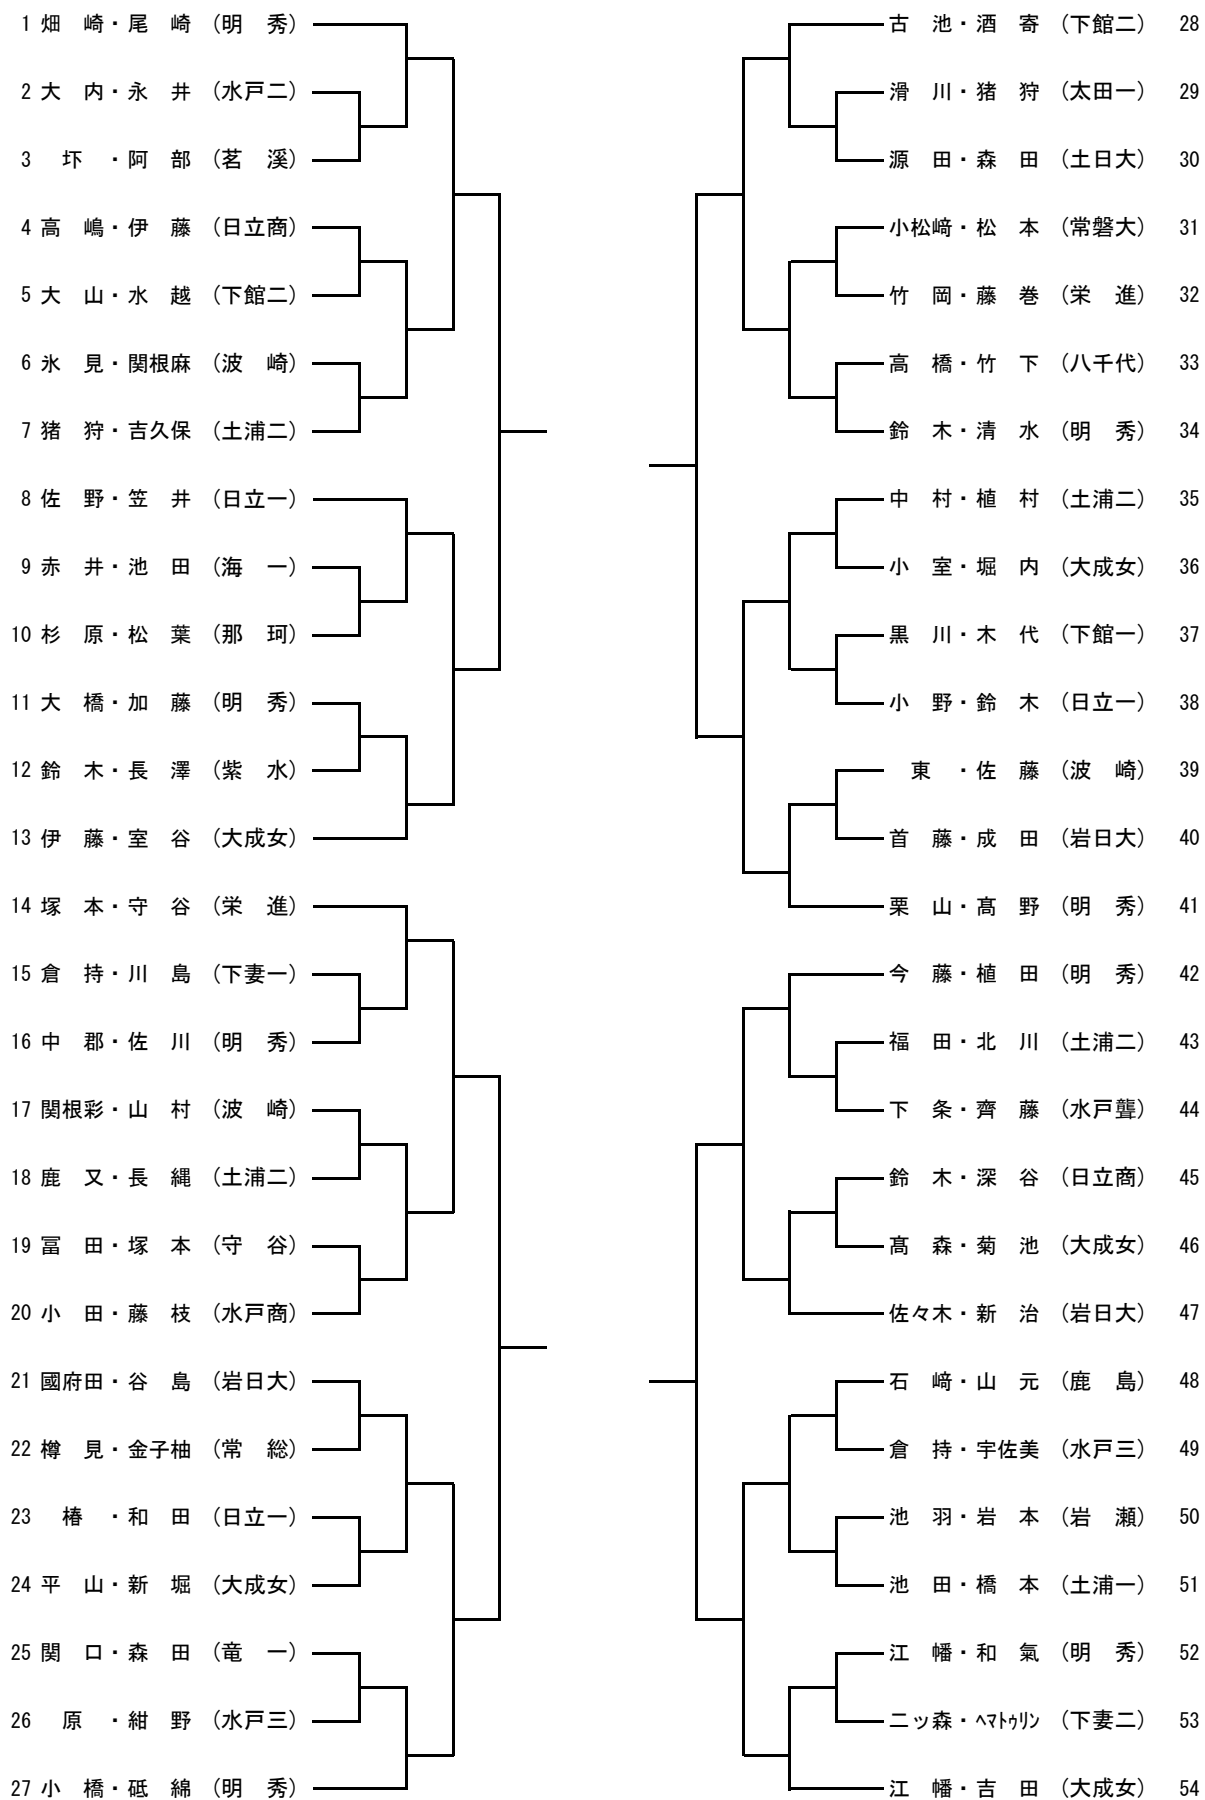 1 畑　崎・尾　崎 （明　秀）
2 大　内・永　井 （水戸二）
3 圷　・阿　部 （茗　溪）
4 高　嶋・伊　藤 （日立商）
5 大　山・水　越 （下館二）
6 氷　見・関根麻 （波　崎）
7 猪　狩・吉久保 （土浦二）
8 佐　野・笠　井 （日立一）
9 赤　井・池　田 （海　一）
10 杉　原・松　葉 （那　珂）
11 大　橋・加　藤 （明　秀）
12 鈴　木・長　澤 （紫　水）
13 伊　藤・室　谷 （大成女）
14 塚　本・守　谷 （栄　進）
15 倉　持・川　島 （下妻一）
16 中　郡・佐　川 （明　秀）
17 関根彩・山　村 （波　崎）
18 鹿　又・長　縄 （土浦二）
19 冨　田・塚　本 （守　谷）
20 小　田・藤　枝 （水戸商）
21 國府田・谷　島 （岩日大）
22 樽　見・金子柚 （常　総）
23 椿　・和　田 （日立一）
24 平　山・新　堀 （大成女）
25 関　口・森　田 （竜　一）
26 原　・紺　野 （水戸三）
27 小　橋・砥　綿 （明　秀）
古　池・酒　寄 （下館二） 28
滑　川・猪　狩 （太田一） 29
源　田・森　田 （土日大） 30
小松﨑・松　本 （常磐大） 31
竹　岡・藤　巻 （栄　進） 32
高　橋・竹　下 （八千代） 33
鈴　木・清　水 （明　秀） 34
中　村・植　村 （土浦二） 35
小　室・堀　内 （大成女） 36
黒　川・木　代 （下館一） 37
小　野・鈴　木 （日立一） 38
東　・佐　藤 （波　崎） 39
首　藤・成　田 （岩日大） 40
栗　山・髙　野 （明　秀） 41
今　藤・植　田 （明　秀） 42
福　田・北　川 （土浦二） 43
下　条・齊　藤 （水戸聾） 44
鈴　木・深　谷 （日立商） 45
髙　森・菊　池 （大成女） 46
佐々木・新　治 （岩日大） 47
石　﨑・山　元 （鹿　島） 48
倉　持・宇佐美 （水戸三） 49
池　羽・岩　本 （岩　瀬） 50
池　田・橋　本 （土浦一） 51
江　幡・和　氣 （明　秀） 52
二ッ森・ﾍﾏﾄｩﾘﾝ （下妻二） 53
江　幡・吉　田 （大成女） 54